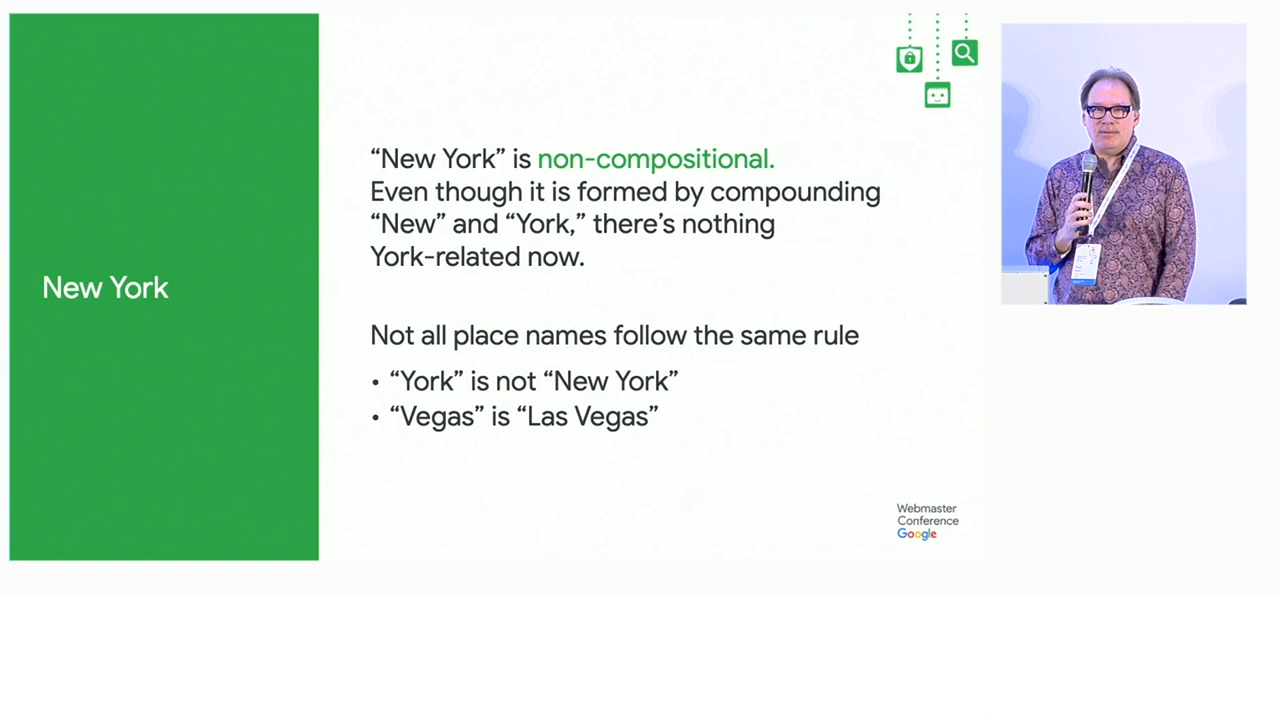 New York
“New York” is non-compositional.
Even though it is formed by compounding
“New” and “York,” there’s nothing
York-related now.
Not all place names follow the same rule
• “York” is not “New York”
• “Vegas” is “Las Vegas”
Webmaster
Conference
Google